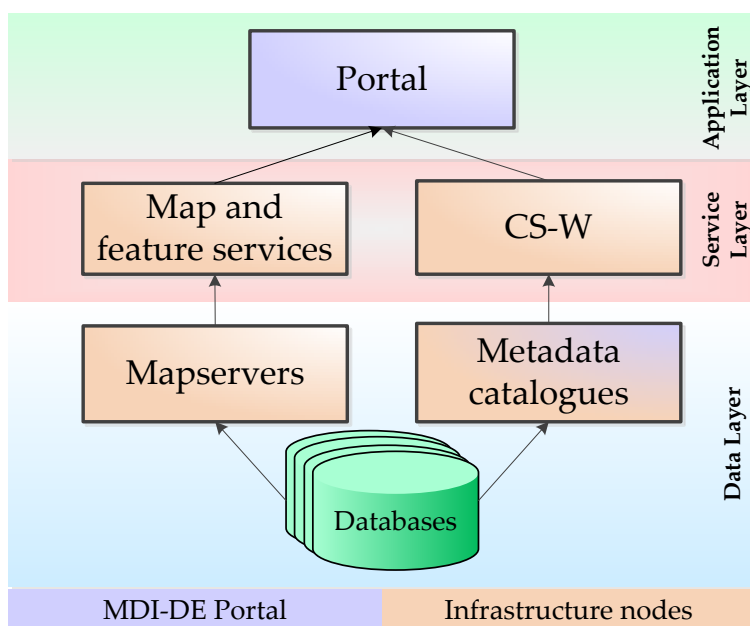 Portal
Application
Layer
Map and
feature services
CS-W
Service
Layer
Mapservers
Metadata
catalogues
Databases
Data Layer
MDI-DE Portal
Infrastructure nodes